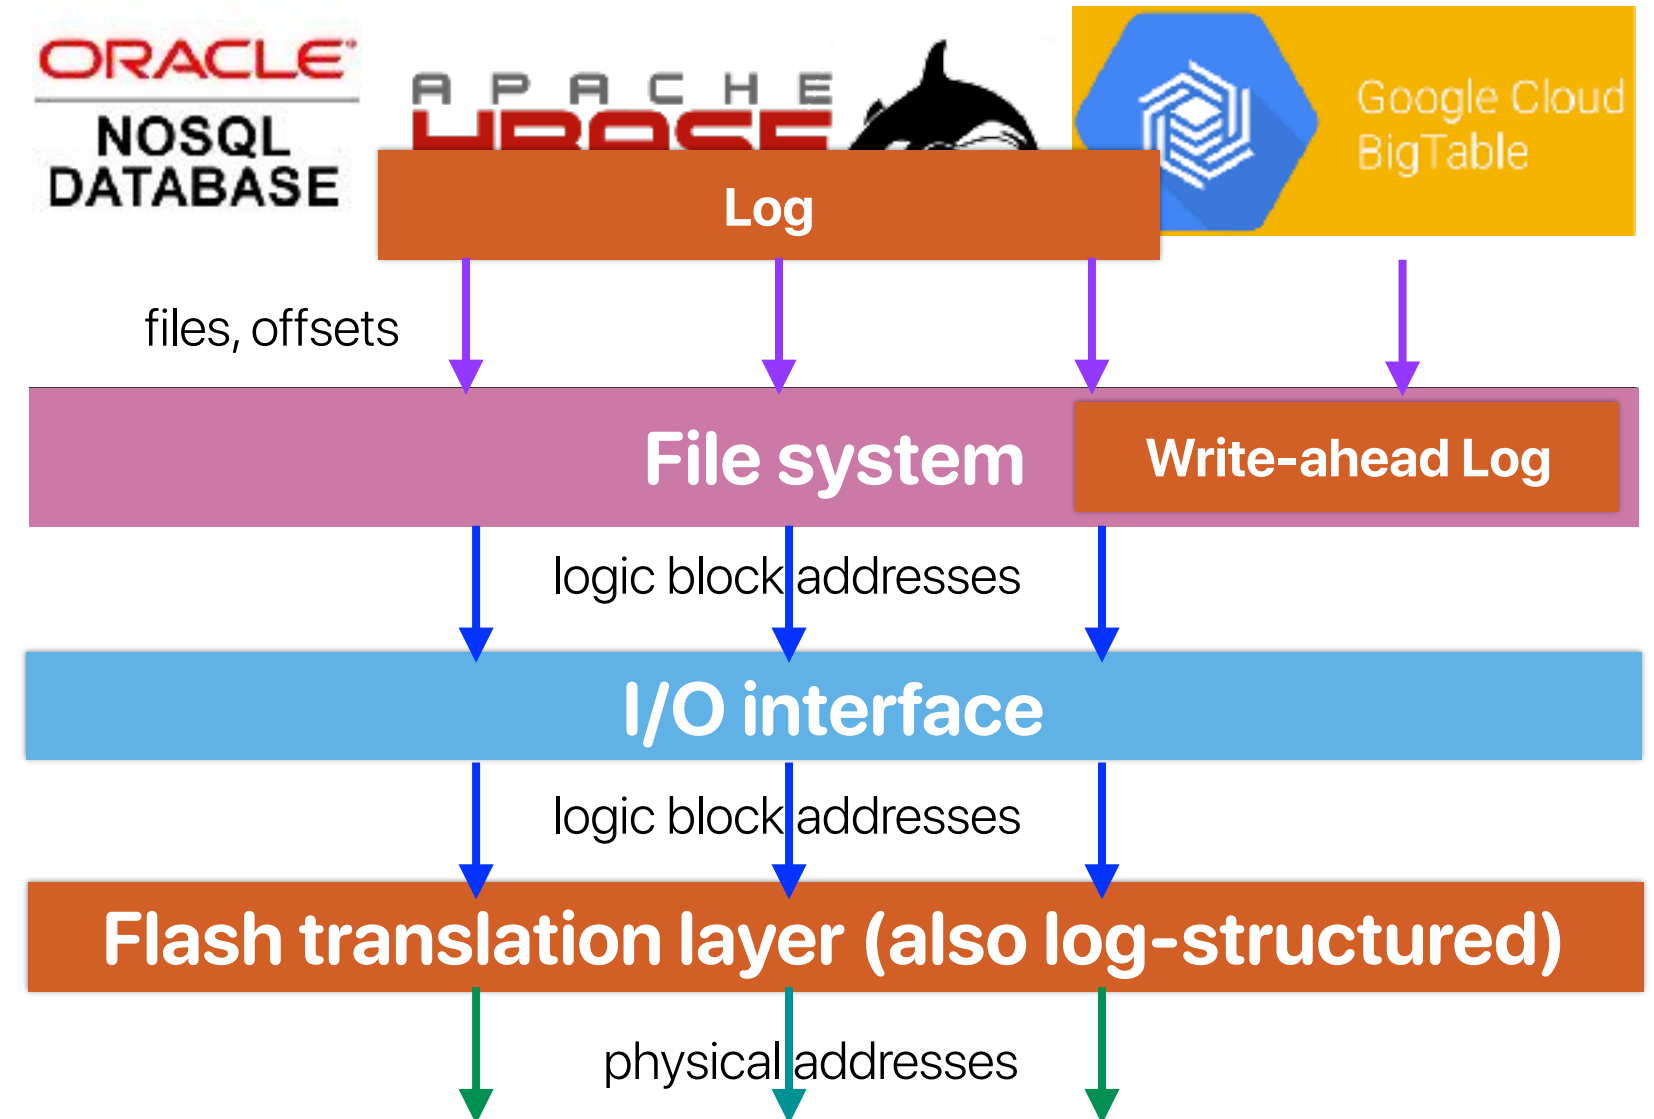 ORACLE
NOSQL
DATABASE
APACHE
HBASE
Google Cloud
BigTable
Log
files, offsets
File system
Write-ahead Log
logic block addresses
I/O interface
logic block addresses
Flash translation layer (also log-structured)
physical addresses